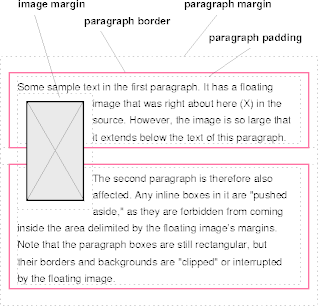 image margin
paragraph margin
paragraph border
paragraph padding
Some sample text in the first paragraph. It has a floating
image that was right about here (X) in the
source. However, the image is so large that
it extends below the text of this paragraph.
The second paragraph is therefore also
affected. Any inline boxes in it are "pushed
aside," as they are forbidden from coming
inside the area delimited by the floating image's margins.
Note that the paragraph boxes are still rectangular, but
their borders and backgrounds are "clipped" or interrupted
by the floating image.